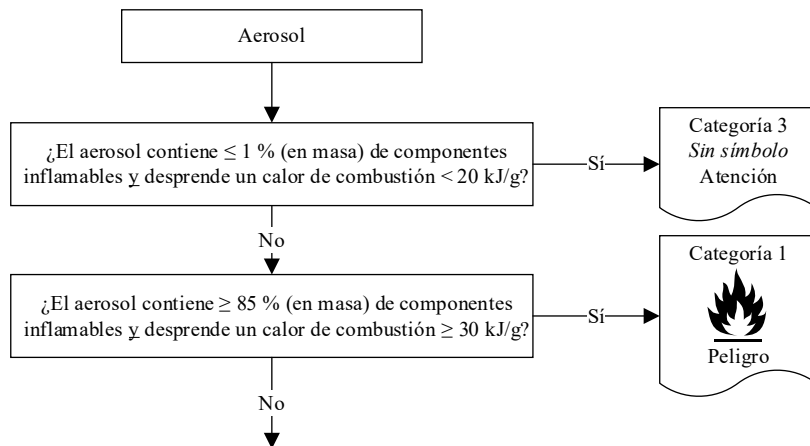 Aerosol
¿El aerosol contiene ≤ 1 % (en masa) de componentes
inflamables y desprende un calor de combustión < 20 kJ/g?
Sí
Categoría 3
Sin símbolo
Atención
No
¿El aerosol contiene ≥ 85 % (en masa) de componentes
inflamables y desprende un calor de combustión ≥ 30 kJ/g?
Sí
Categoría 1
Peligro
No